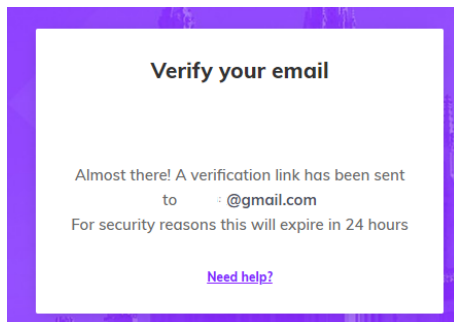 Verify your email
Almost there! A verification link has been sent
to @gmail.com
For security reasons this will expire in 24 hours
Need help?